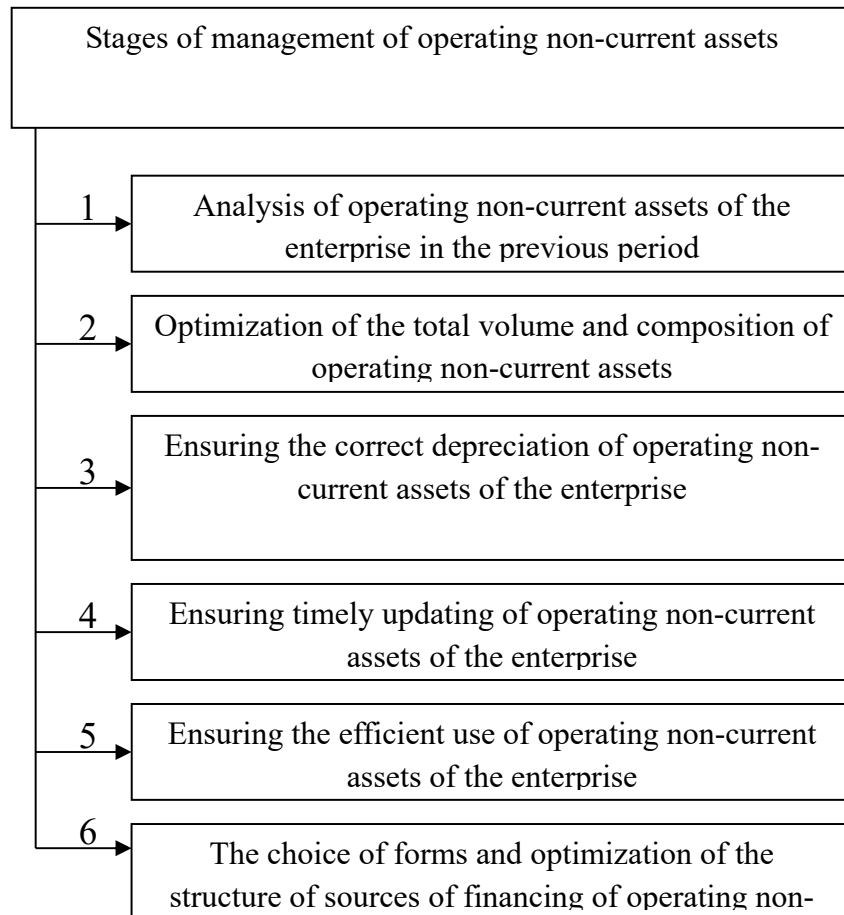 Stages of management of operating non-current assets
1
Analysis of operating non-current assets of the
enterprise in the previous period
2
Optimization of the total volume and composition of
operating non-current assets
3
Ensuring the correct depreciation of operating non-
current assets of the enterprise
4
Ensuring timely updating of operating non-current
assets of the enterprise
5
Ensuring the efficient use of operating non-current
assets of the enterprise
6
The choice of forms and optimization of the
structure of sources of financing of operating non-